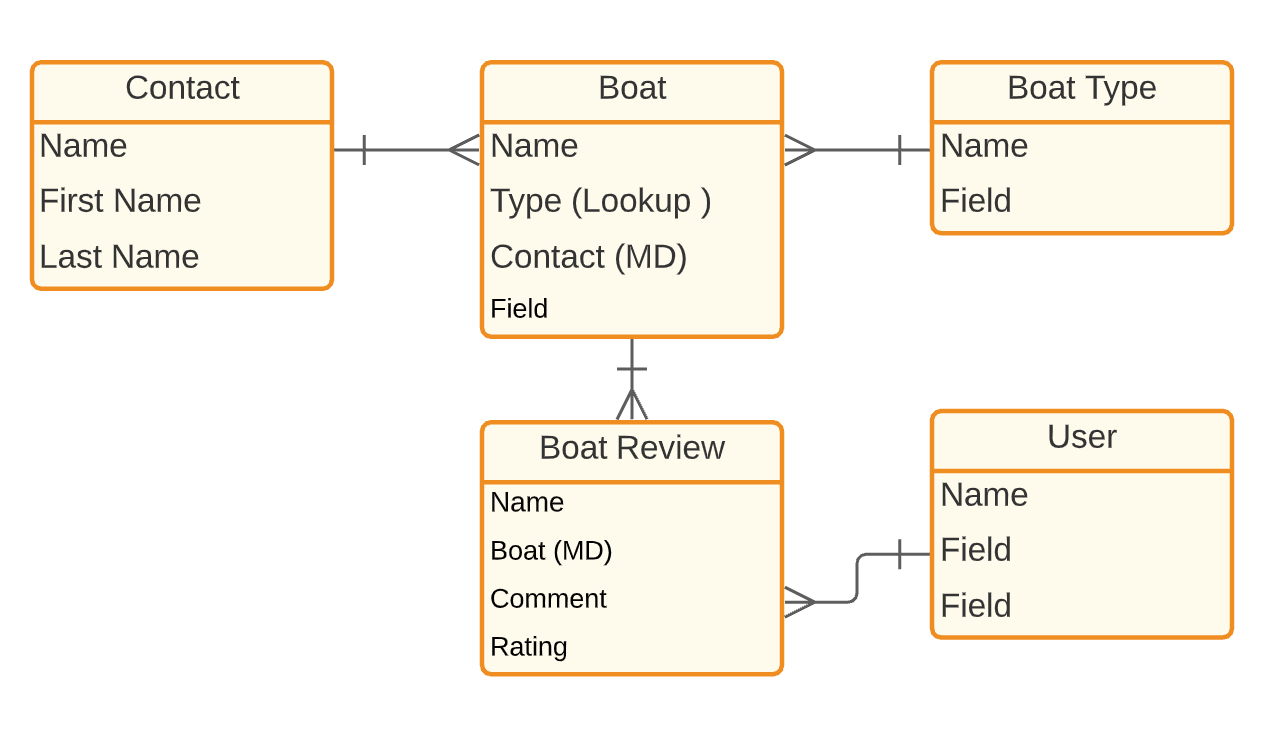 Contact
Name
First Name
Last Name
Boat
Name
Type (Lookup )
Contact (MD)
Field
Boat Type
Name
Field
Boat Review
Name
Boat (MD)
Comment
Rating
User
Name
Field
Field